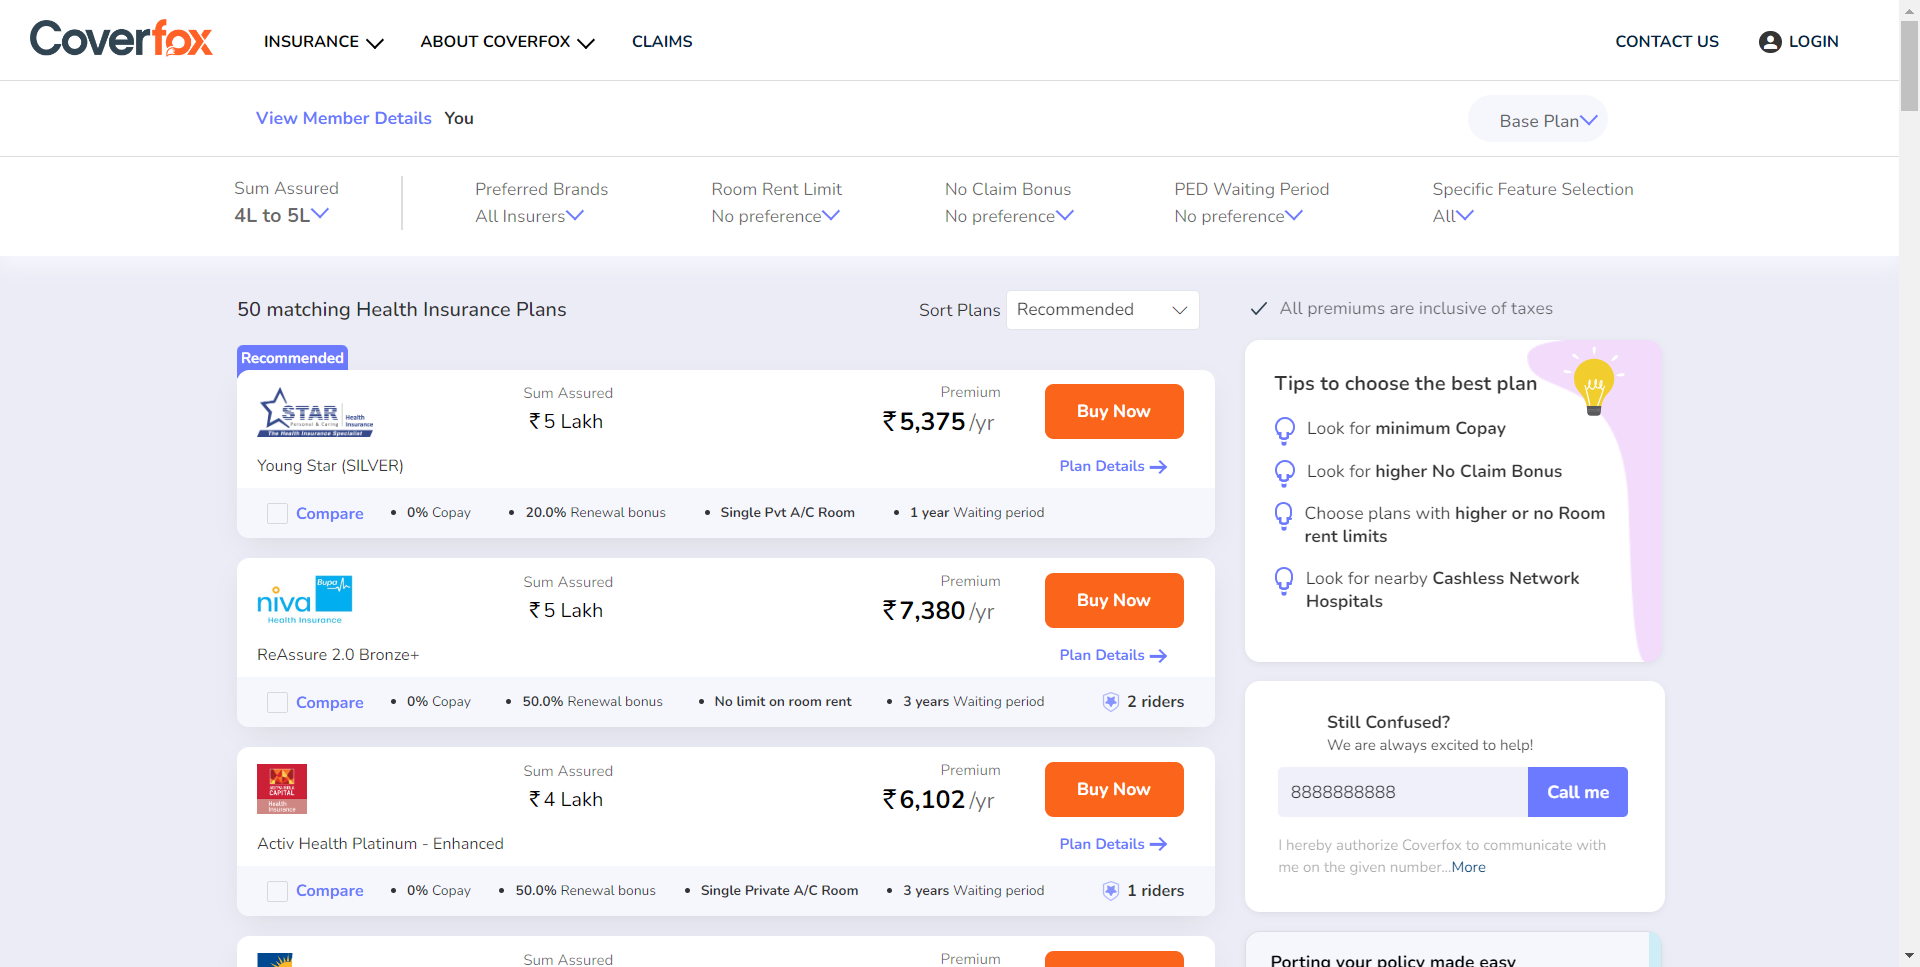 Coverfox
INSURANCE
ABOUT COVERFOX
CLAIMS
CONTACT US
LOGIN
View Member Details You
Base Plan
Sum Assured
4L to 5L
Preferred Brands
All Insurers
Room Rent Limit
No preference
No Claim Bonus
No preference
PED Waiting Period
No preference
Specific Feature Selection
All
50 matching Health Insurance Plans
Sort Plans
Recommended
All premiums are inclusive of taxes
Recommended
STAR
Health
Insurance
Personal & Caring
The Health Insurance Specialist
Sum Assured
₹ 5 Lakh
Premium
₹ 5,375 /yr
Buy Now
Young Star (SILVER)
Plan Details
Compare
• 0% Copay
• 20.0% Renewal bonus
• Single Pvt A/C Room
• 1 year Waiting period
niva
Bupa
Health Insurance
Sum Assured
₹ 5 Lakh
Premium
₹ 7,380 /yr
Buy Now
ReAssure 2.0 Bronze+
Plan Details
Compare
• 0% Copay
• 50.0% Renewal bonus
• No limit on room rent
• 3 years Waiting period
2 riders
ADITYA BIRLA
CAPITAL
Health
Insurance
Sum Assured
₹ 4 Lakh
Premium
₹ 6,102 /yr
Buy Now
Activ Health Platinum - Enhanced
Plan Details
Compare
• 0% Copay
• 50.0% Renewal bonus
• Single Private A/C Room
• 3 years Waiting period
1 riders
Sum Assured
Premium
Tips to choose the best plan
Look for minimum Copay
Look for higher No Claim Bonus
Choose plans with higher or no Room
rent limits
Look for nearby Cashless Network
Hospitals
Still Confused?
We are always excited to help!
8888888888
Call me
I hereby authorize Coverfox to communicate with
me on the given number...More
Porting your policy made easy